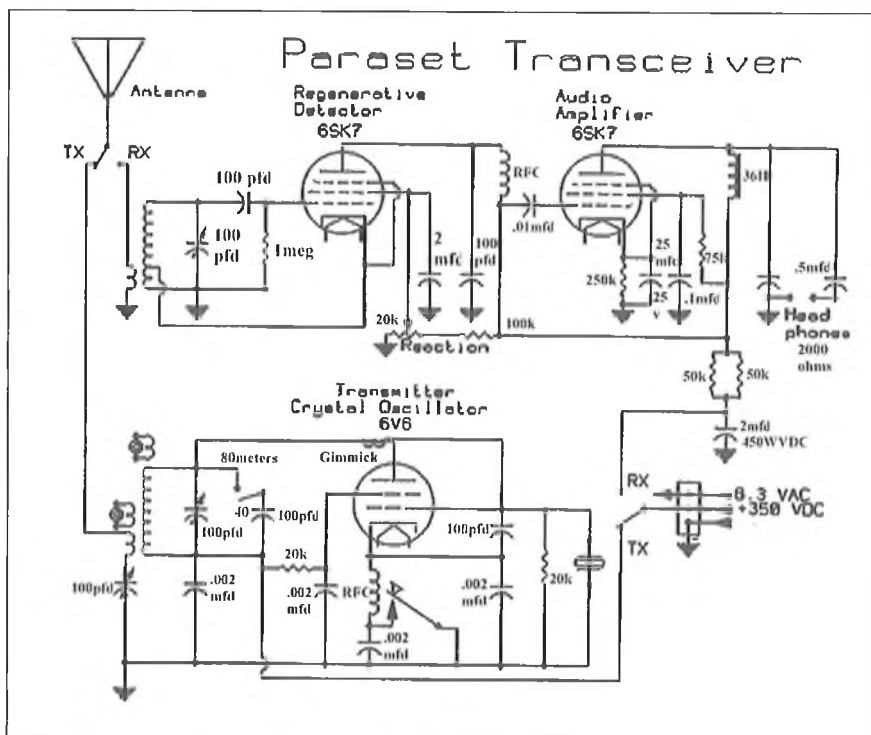 Paraset Transceiver
Antenna
Regenerative
Detector
6SK7
Audio
Amplifier
6SK7
TX
RX
100 pfd
100
pfd
1meg
2
mfd
100
pfd
RFC
.01mfd
250k
25
mfd
25
v
.1mfd
75k
36H
.5mfd
Head
phones
2000
ohms
20k
Reaction
100k
50k
50k
2mfd
450WVDC
Transmitter
Crystal Oscillator
6V6
80meters
Gimmick
40
100pfd
100pfd
100pfd
20k
.002
mfd
.002
mfd
RFC
.002
mfd
100pfd
.002
mfd
20k
100pfd
RX
TX
6.3 VAC
+350 VDC